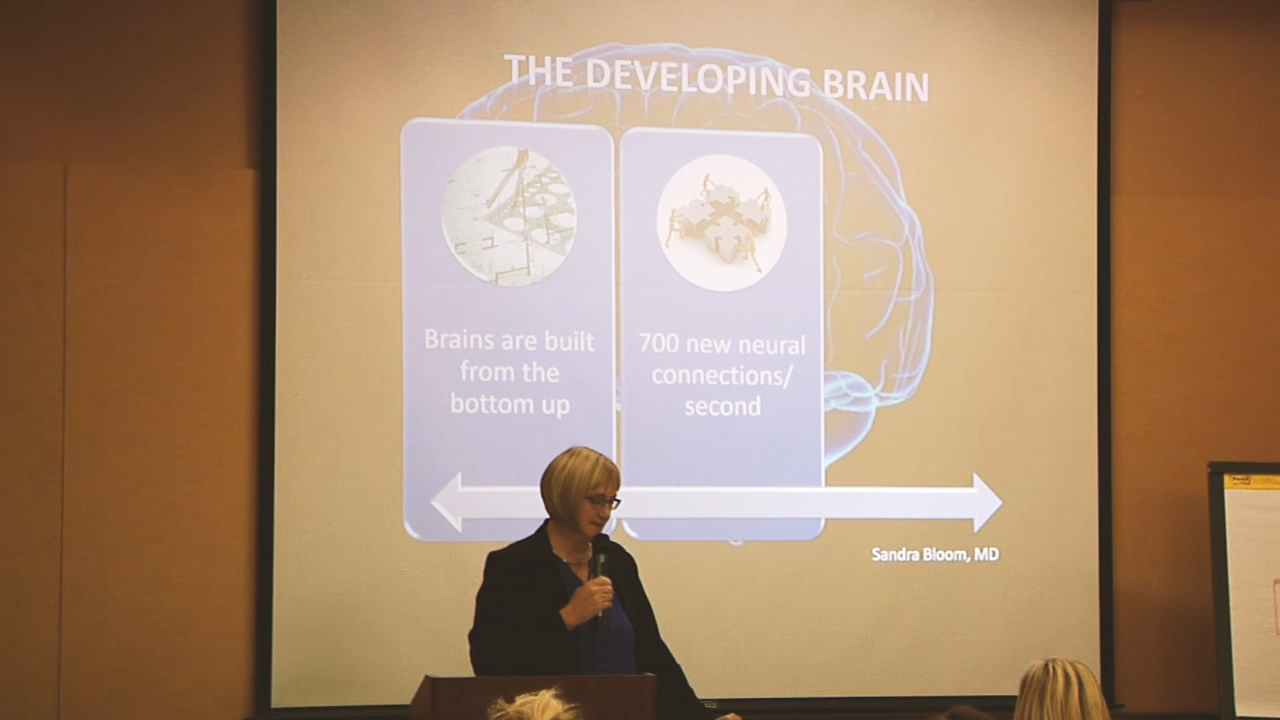 THE DEVELOPING BRAIN
Brains are built
from the
bottom up
700 new neural
connections/
second
Sandra Bloom, MD